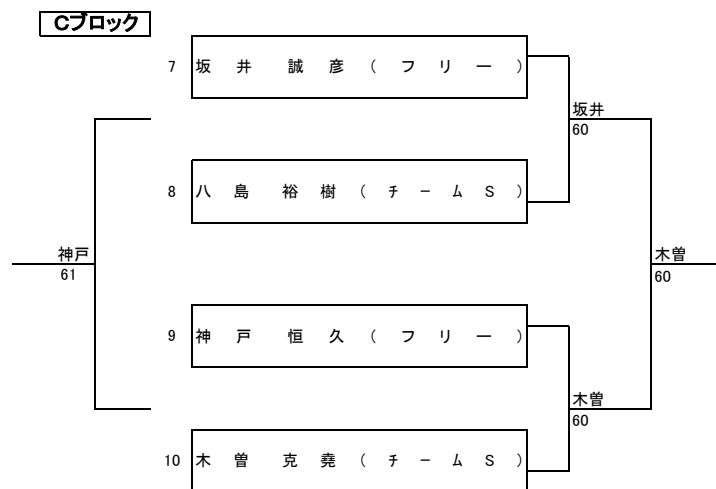 Cブロック
7 坂井 誠彦(フリー)
坂井
60
8 八島 裕樹(チームS)
神戸
61
木曽
60
9 神戸 恒久(フリー)
木曽
60
10 木曽 克堯(チームS)